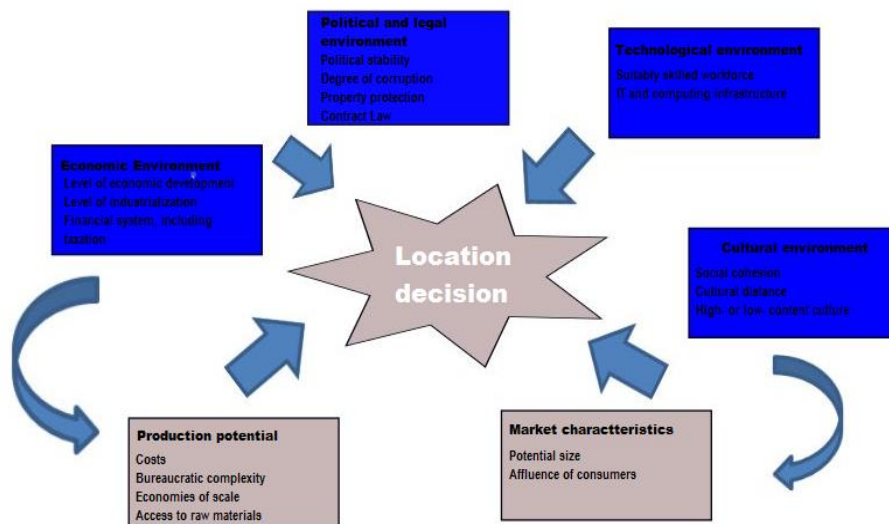 Political and legal
environment
Political stability
Degree of corruption
Property protection
Contract Law
Technological environment
Suitably skilled workforce
IT and computing infrastructure
Economic Environment
Level of economic development
Level of industrialization
Financial system, including
taxation
Location
decision
Cultural environment
Social cohesion
Cultural distance
High- or low- content culture
Production potential
Costs
Bureaucratic complexity
Economies of scale
Access to raw materials
Market charactteristics
Potential size
Affluence of consumers